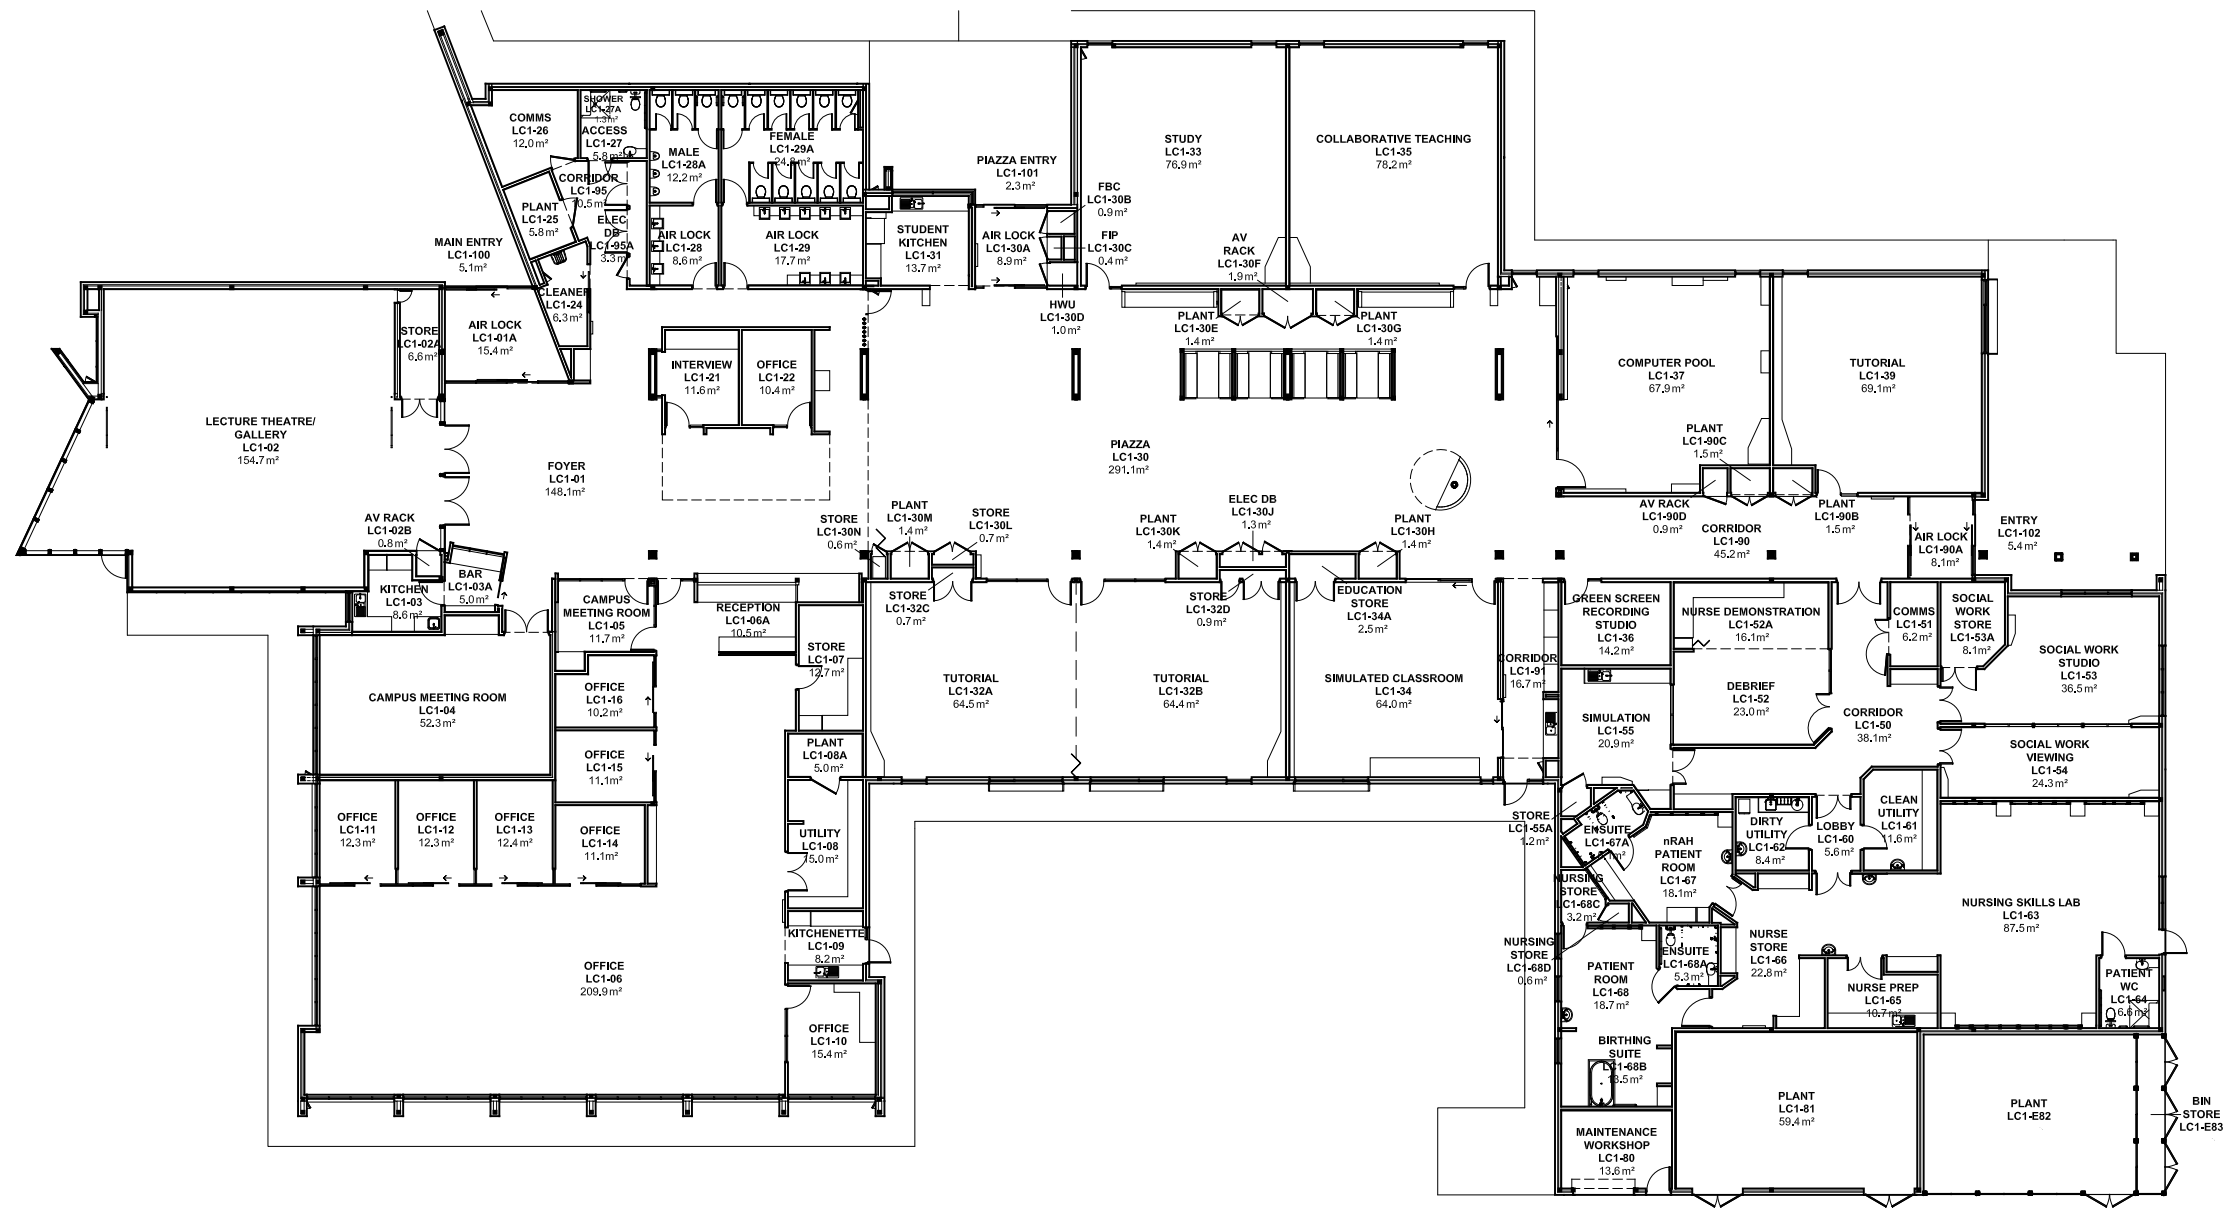 SHOWER
LC1-27A
1.3m²
COMMS
LC1-26
12.0m²
ACCESS
LC1-27
5.8m²
MALE
LC1-28A
12.2m²
FEMALE
LC1-29A
24.8m²
CORRIDOR
LC1-95
10.5m²
PLANT
LC1-25
5.8m²
ELEC
DB
LC1-95A
3.3m²
AIR LOCK
LC1-28
8.6m²
AIR LOCK
LC1-29
17.7m²
STUDENT
KITCHEN
LC1-31
13.7m²
PIAZZA ENTRY
LC1-101
2.3m²
AIR LOCK
LC1-30A
8.9m²
FBC
LC1-30B
0.9m²
FIP
LC1-30C
0.4m²
HWU
LC1-30D
1.0m²
STUDY
LC1-33
76.9m²
COLLABORATIVE TEACHING
LC1-35
78.2m²
AV
RACK
LC1-30F
1.9m²
PLANT
LC1-30E
1.4m²
PLANT
LC1-30G
1.4m²
MAIN ENTRY
LC1-100
5.1m²
CLEANER
LC1-24
6.3m²
STORE
LC1-02A
6.6m²
AIR LOCK
LC1-01A
15.4m²
INTERVIEW
LC1-21
11.6m²
OFFICE
LC1-22
10.4m²
COMPUTER POOL
LC1-37
67.9m²
TUTORIAL
LC1-39
69.1m²
LECTURE THEATRE/
GALLERY
LC1-02
154.7m²
FOYER
LC1-01
148.1m²
PIAZZA
LC1-30
291.1m²
PLANT
LC1-90C
1.5m²
AV RACK
LC1-90D
0.9m²
PLANT
LC1-90B
1.5m²
CORRIDOR
LC1-90
45.2m²
AIR LOCK
LC1-90A
8.1m²
ENTRY
LC1-102
5.4m²
AV RACK
LC1-02B
0.8m²
STORE
LC1-30N
0.6m²
PLANT
LC1-30M
1.4m²
STORE
LC1-30L
0.7m²
PLANT
LC1-30K
1.4m²
ELEC DB
LC1-30J
1.3m²
PLANT
LC1-30H
1.4m²
KITCHEN
LC1-03
8.6m²
BAR
LC1-03A
5.0m²
CAMPUS
MEETING ROOM
LC1-05
11.7m²
RECEPTION
LC1-06A
10.5m²
STORE
LC1-07
12.7m²
STORE
LC1-32C
0.7m²
STORE
LC1-32D
0.9m²
EDUCATION
STORE
LC1-34A
2.5m²
GREEN SCREEN
RECORDING
STUDIO
LC1-36
14.2m²
NURSE DEMONSTRATION
LC1-52A
16.1m²
COMMS
LC1-51
6.2m²
SOCIAL
WORK
STORE
LC1-53A
8.1m²
SOCIAL WORK
STUDIO
LC1-53
36.5m²
CAMPUS MEETING ROOM
LC1-04
52.3m²
OFFICE
LC1-16
10.2m²
TUTORIAL
LC1-32A
64.5m²
TUTORIAL
LC1-32B
64.4m²
SIMULATED CLASSROOM
LC1-34
64.0m²
CORRIDOR
LC1-91
16.7m²
SIMULATION
LC1-55
20.9m²
DEBRIEF
LC1-52
23.0m²
CORRIDOR
LC1-50
38.1m²
SOCIAL WORK
VIEWING
LC1-54
24.3m²
OFFICE
LC1-15
11.1m²
PLANT
LC1-08A
5.0m²
OFFICE
LC1-11
12.3m²
OFFICE
LC1-12
12.3m²
OFFICE
LC1-13
12.4m²
OFFICE
LC1-14
11.1m²
UTILITY
LC1-08
15.0m²
STORE
LC1-55A
1.2m²
ENSUITE
LC1-67A
nRAH
PATIENT
ROOM
LC1-67
18.1m²
DIRTY
UTILITY
LC1-62
8.4m²
LOBBY
LC1-60
5.6m²
CLEAN
UTILITY
LC1-61
11.6m²
NURSING
STORE
LC1-68C
3.2m²
NURSING SKILLS LAB
LC1-63
87.5m²
KITCHENETTE
LC1-09
8.2m²
NURSING
STORE
LC1-68D
0.6m²
PATIENT
ROOM
LC1-68
18.7m²
ENSUITE
LC1-68A
5.3m²
NURSE
STORE
LC1-66
22.8m²
NURSE PREP
LC1-65
10.7m²
PATIENT
WC
LC1-64
6.6m²
OFFICE
LC1-06
209.9m²
OFFICE
LC1-10
15.4m²
BIRTHING
SUITE
LC1-68B
13.5m²
MAINTENANCE
WORKSHOP
LC1-80
13.6m²
PLANT
LC1-81
59.4m²
PLANT
LC1-E82
BIN
STORE
LC1-E83